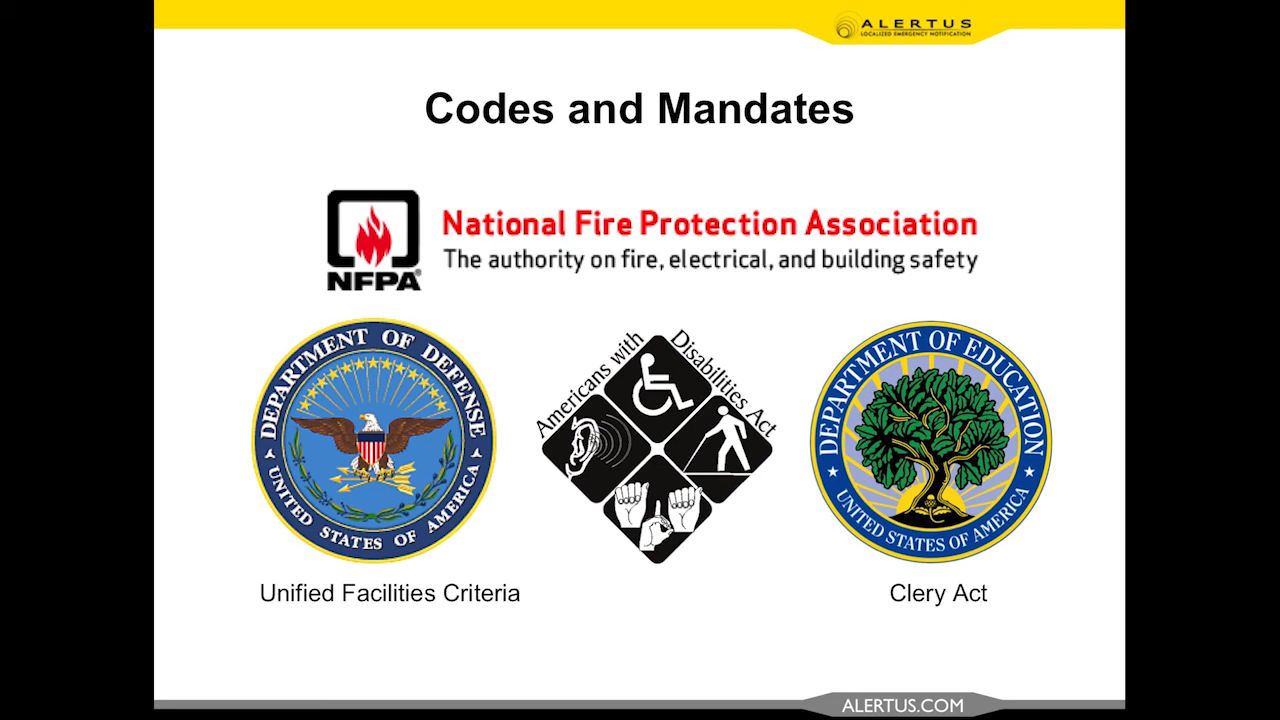 ALERTUS
LOCALIZED EMERGENCY NOTIFICATION
Codes and Mandates
NFPA®
National Fire Protection Association
The authority on fire, electrical, and building safety
DEPARTMENT OF DEFENSE
UNITED STATES OF AMERICA
Americans with Disabilities Act
DEPARTMENT OF EDUCATION
UNITED STATES OF AMERICA
Unified Facilities Criteria
Clery Act
ALERTUS.COM